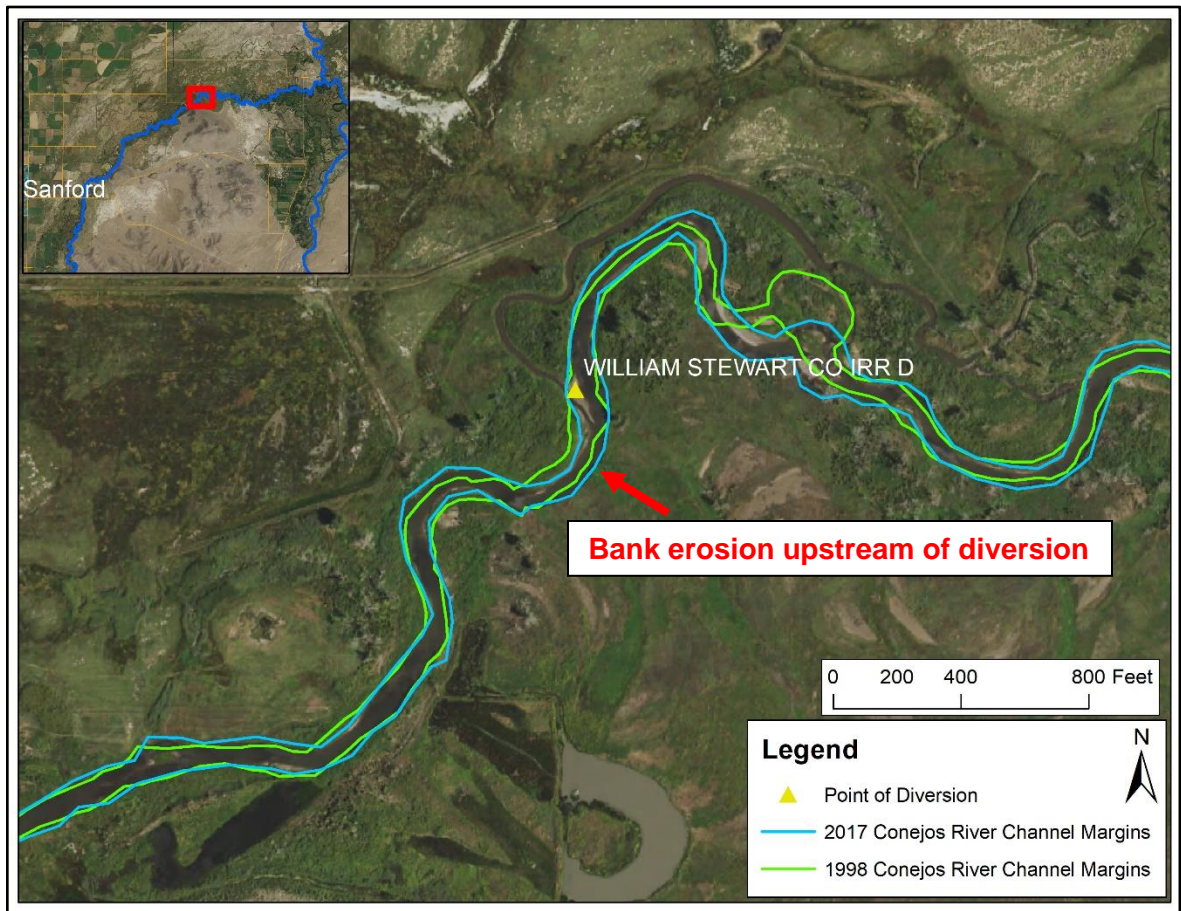 Sanford
WILLIAM STEWART CO IRR D
Bank erosion upstream of diversion
0 200 400 800 Feet
Legend
N
Point of Diversion
2017 Conejos River Channel Margins
1998 Conejos River Channel Margins